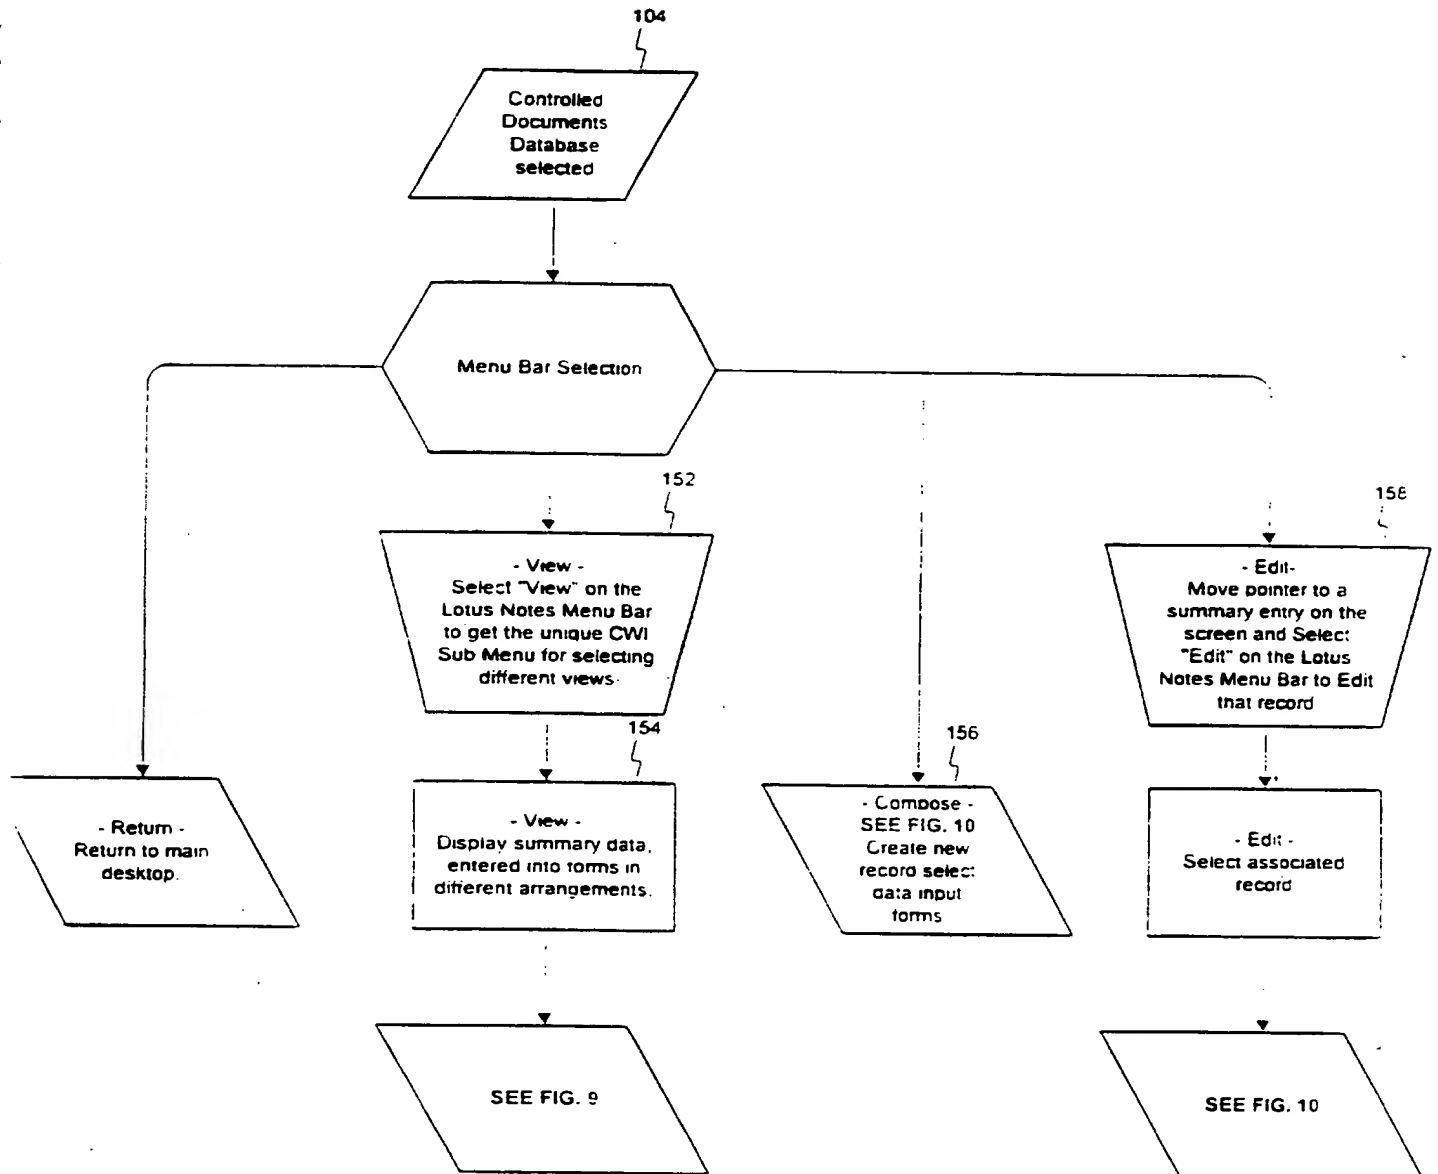 104
Controlled
Documents
Database
selected
Menu Bar Selection
152
- View -
Select "View" on the
Lotus Notes Menu Bar
to get the unique CWI
Sub Menu for selecting
different views.
158
- Edit-
Move pointer to a
summary entry on the
screen and Select
"Edit" on the Lotus
Notes Menu Bar to Edit
that record
154
156
- Return -
Return to main
desktop.
- View -
Display summary data,
entered into forms in
different arrangements.
- Compose -
SEE FIG. 10
Create new
record select
data input
forms
- Edit -
Select associated
record
SEE FIG. 9
SEE FIG. 10